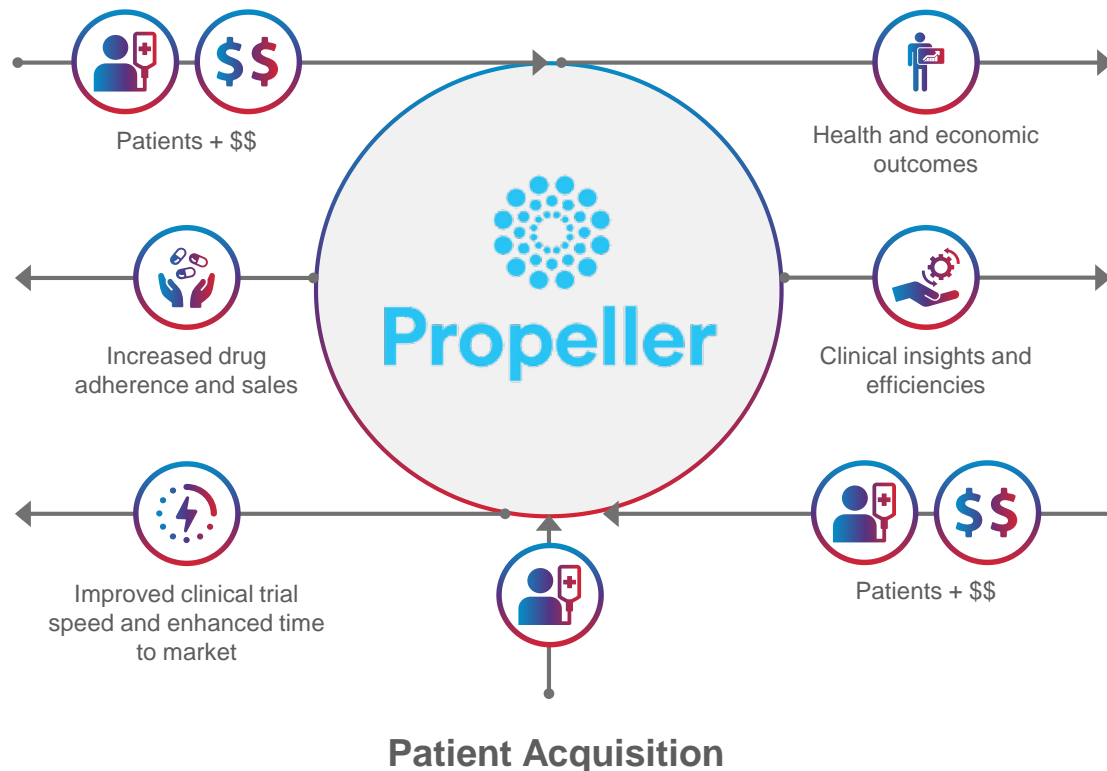 Patients + $$
Health and economic
outcomes
Propeller
Increased drug
adherence and sales
Clinical insights and
efficiencies
Improved clinical trial
speed and enhanced time
to market
Patients + $$
Patient Acquisition